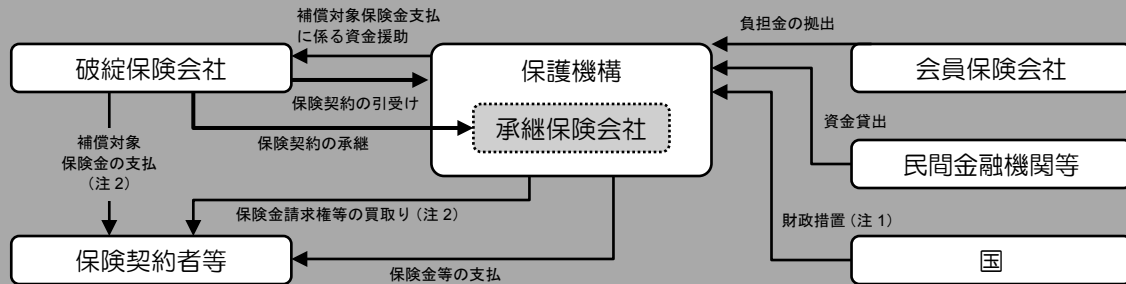 補償対象保険金支払
に係る資金援助
負担金の拠出
破綻保険会社
保護機構
会員保険会社
保険契約の引受け
承継保険会社
資金貸出
補償対象
保険金の支払
（注2）
保険契約の承継
民間金融機関等
保険金請求権等の買取り（注2）
財政措置（注1）
保険契約者等
保険金等の支払
国